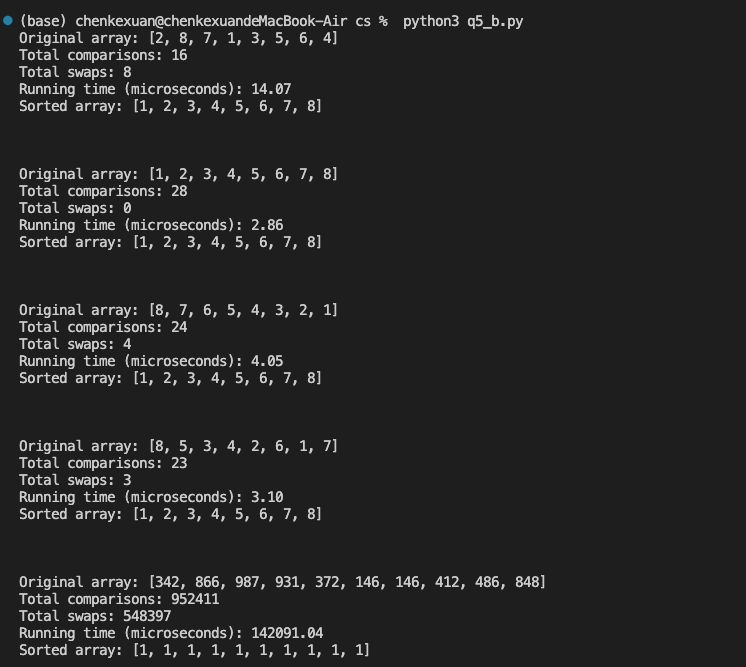 (base) chenkexuan@chenkexuandeMacBook-Air cs % python3 q5_b.py
Original array: [2, 8, 7, 1, 3, 5, 6, 4]
Total comparisons: 16
Total swaps: 8
Running time (microseconds): 14.07
Sorted array: [1, 2, 3, 4, 5, 6, 7, 8]
Original array: [1, 2, 3, 4, 5, 6, 7, 8]
Total comparisons: 28
Total swaps: 0
Running time (microseconds): 2.86
Sorted array: [1, 2, 3, 4, 5, 6, 7, 8]
Original array: [8, 7, 6, 5, 4, 3, 2, 1]
Total comparisons: 24
Total swaps: 4
Running time (microseconds): 4.05
Sorted array: [1, 2, 3, 4, 5, 6, 7, 8]
Original array: [8, 5, 3, 4, 2, 6, 1, 7]
Total comparisons: 23
Total swaps: 3
Running time (microseconds): 3.10
Sorted array: [1, 2, 3, 4, 5, 6, 7, 8]
Original array: [342, 866, 987, 931, 372, 146, 146, 412, 486, 848]
Total comparisons: 952411
Total swaps: 548397
Running time (microseconds): 142091.04
Sorted array: [1, 1, 1, 1, 1, 1, 1, 1, 1, 1]